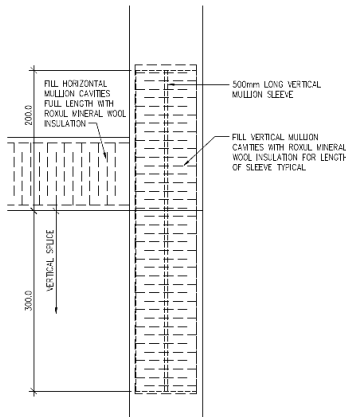 FILL HORIZONTAL
MULLION CAVITIES
FULL LENGTH WITH
ROXUL MINERAL WOOL
INSULATION
500mm LONG VERTICAL
MULLION SLEEVE
FILL VERTICAL MULLION
CAVITIES WITH ROXUL MINERAL
WOOL INSULATION FOR LENGTH
OF SLEEVE TYPICAL
200.0
VERTICAL SPLICE
300.0